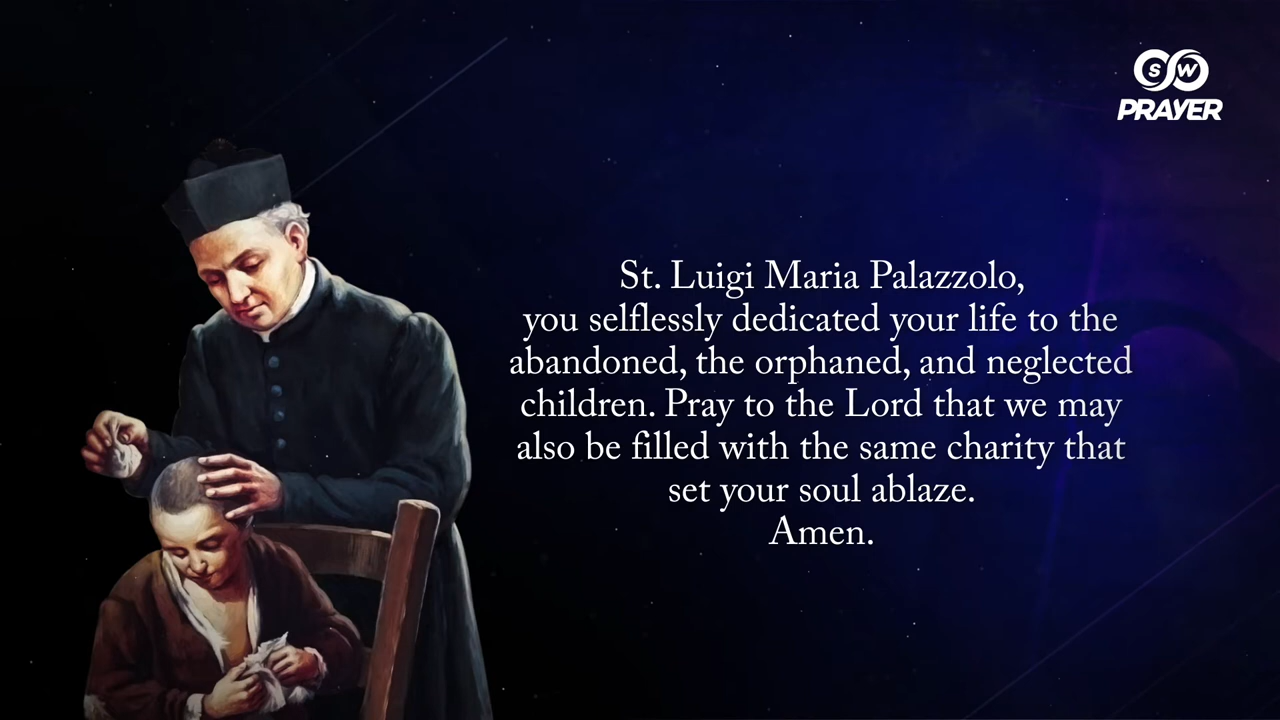 SW
PRAYER
St. Luigi Maria Palazzolo,
you selflessly dedicated your life to the
abandoned, the orphaned, and neglected
children. Pray to the Lord that we may
also be filled with the same charity that
set your soul ablaze.
Amen.